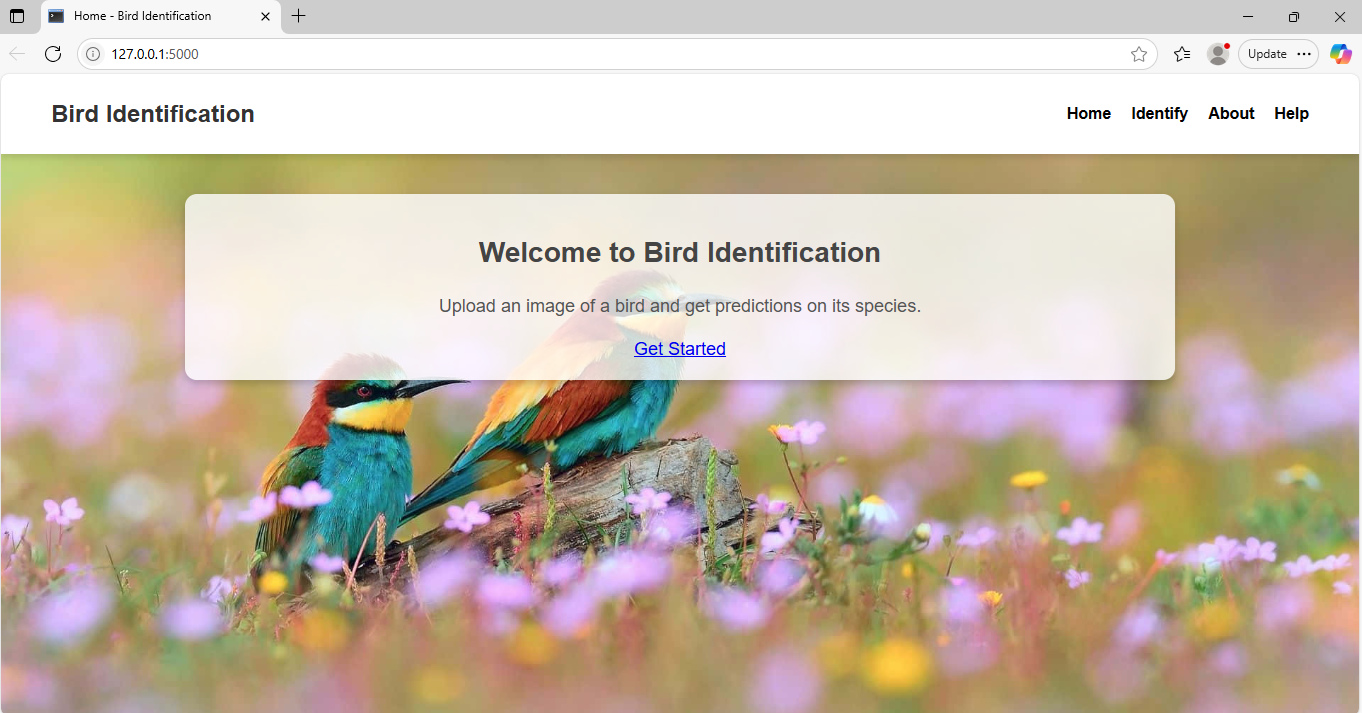 Home - Bird Identification
127.0.0.1:5000
Update
Bird Identification
Home Identify About Help
Welcome to Bird Identification
Upload an image of a bird and get predictions on its species.
Get Started